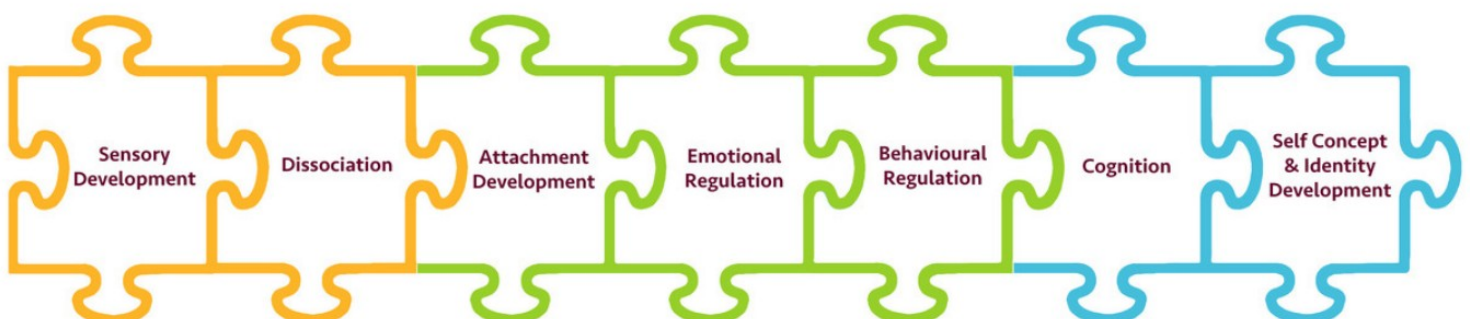 Sensory
Development
Dissociation
Attachment
Development
Emotional
Regulation
Behavioural
Regulation
Cognition
Self Concept
& Identity
Development